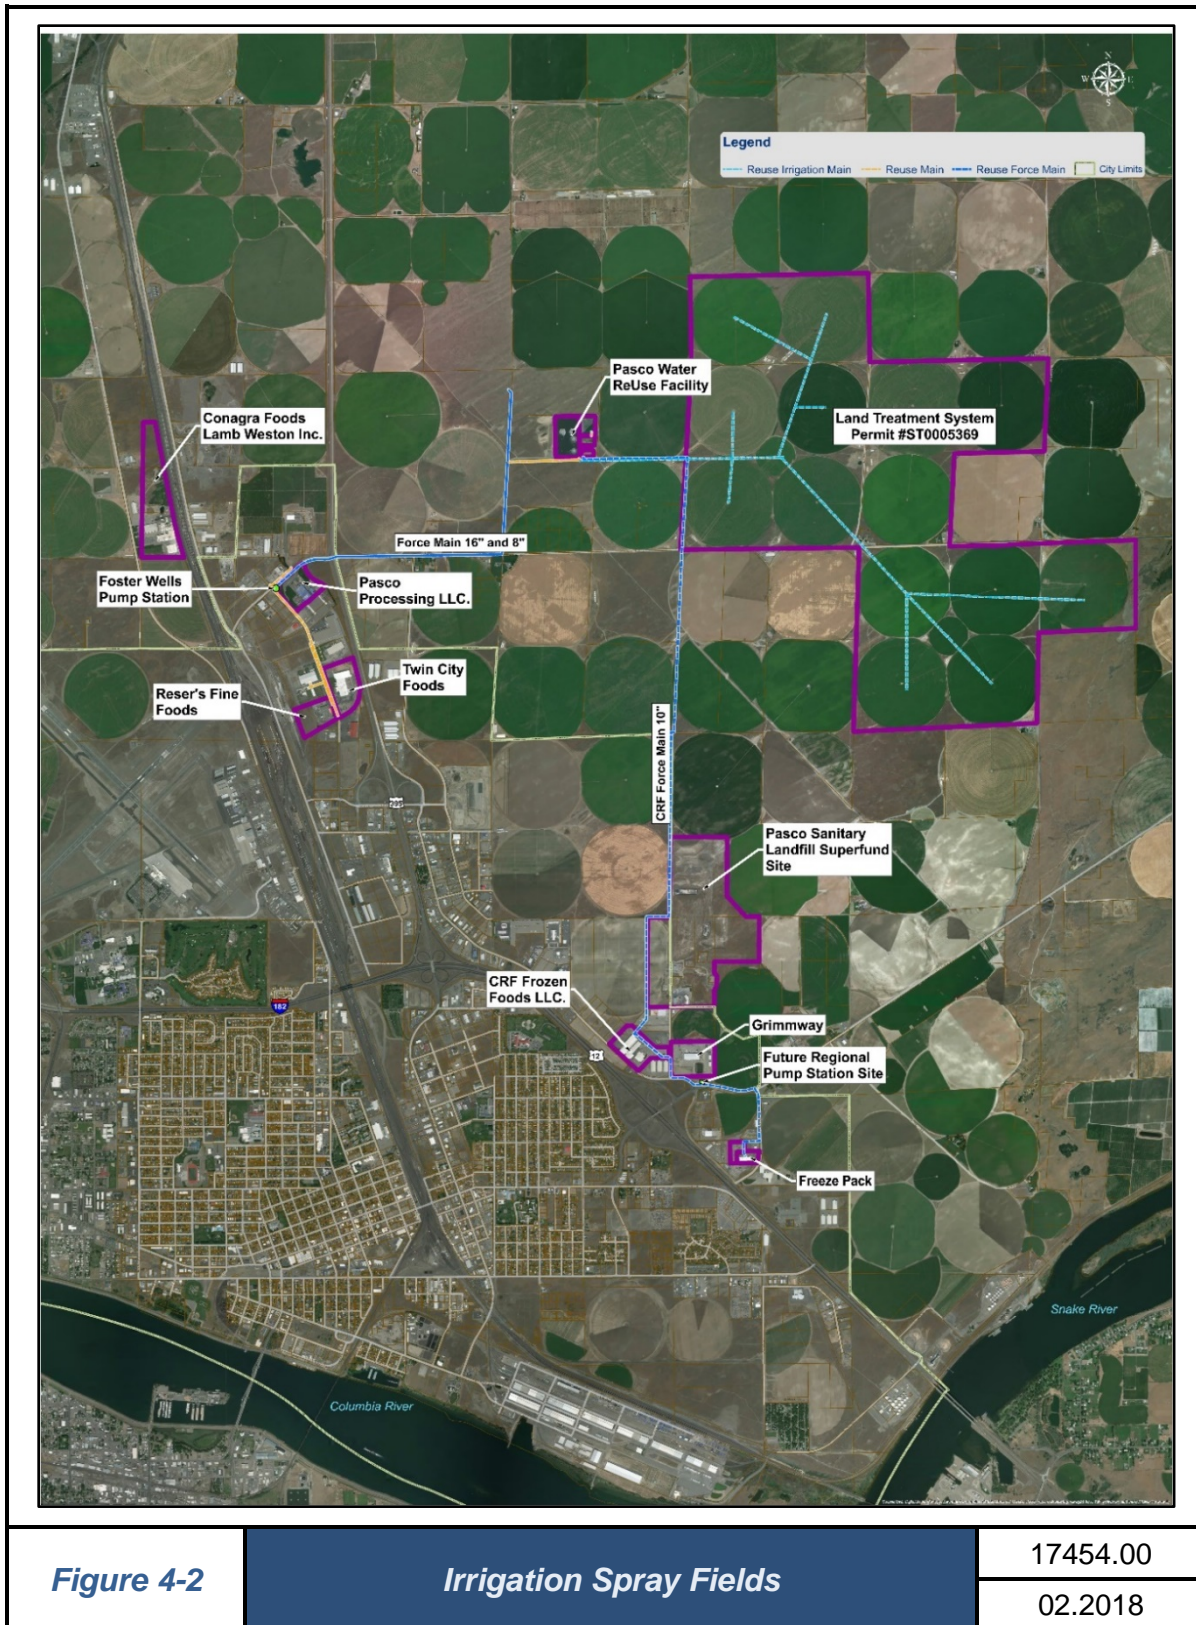 N
W
E
S
Legend
Reuse Irrigation Main
Reuse Main
Reuse Force Main
City Limits
Pasco Water
ReUse Facility
Conagra Foods
Lamb Weston Inc.
Land Treatment System
Permit #ST0005369
Force Main 16" and 8"
Foster Wells
Pump Station
Pasco
Processing LLC.
Twin City
Foods
Reser's Fine
Foods
CRF Force Main 10"
395
Pasco Sanitary
Landfill Superfund
Site
CRF Frozen
Foods LLC.
182
Grimmway
12
Future Regional
Pump Station Site
Freeze Pack
Snake River
Columbia River
Figure 4-2
Irrigation Spray Fields
17454.00
02.2018